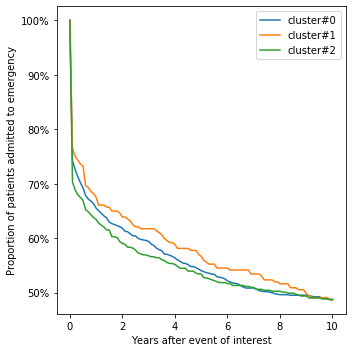 cluster#0
cluster#1
cluster#2
Proportion of patients admitted to emergency
100%
90%
80%
70%
60%
50%
0 2 4 6 8 10
Years after event of interest